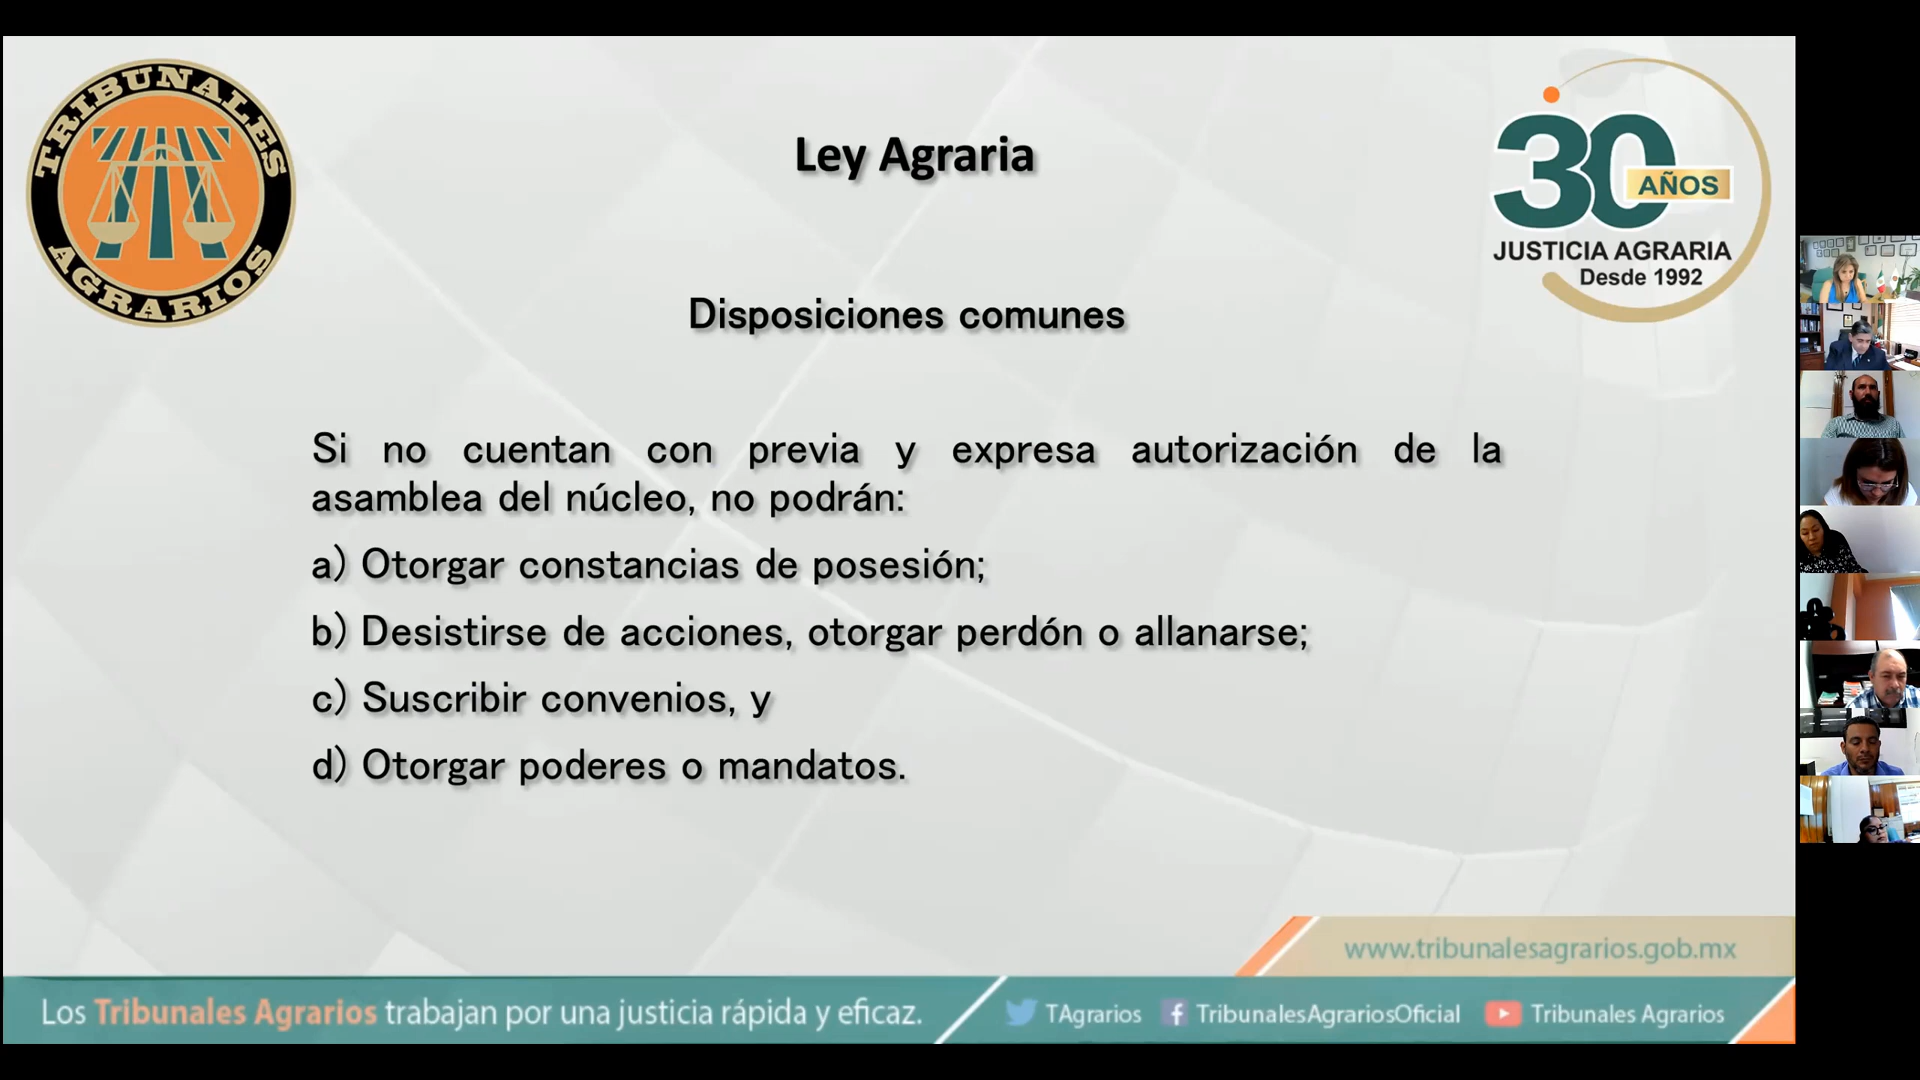 TRIBUNALES
AGRARIOS
Ley Agraria
30
AÑOS
JUSTICIA AGRARIA
Desde 1992
Disposiciones comunes
Si no cuentan con previa y expresa autorización de la
asamblea del núcleo, no podrán:
a) Otorgar constancias de posesión;
b) Desistirse de acciones, otorgar perdón o allanarse;
c) Suscribir convenios, y
d) Otorgar poderes o mandatos.
www.tribunalesagrarios.gob.mx
Los Tribunales Agrarios trabajan por una justicia rápida y eficaz.
TAgrarios
TribunalesAgrariosOficial
Tribunales Agrarios